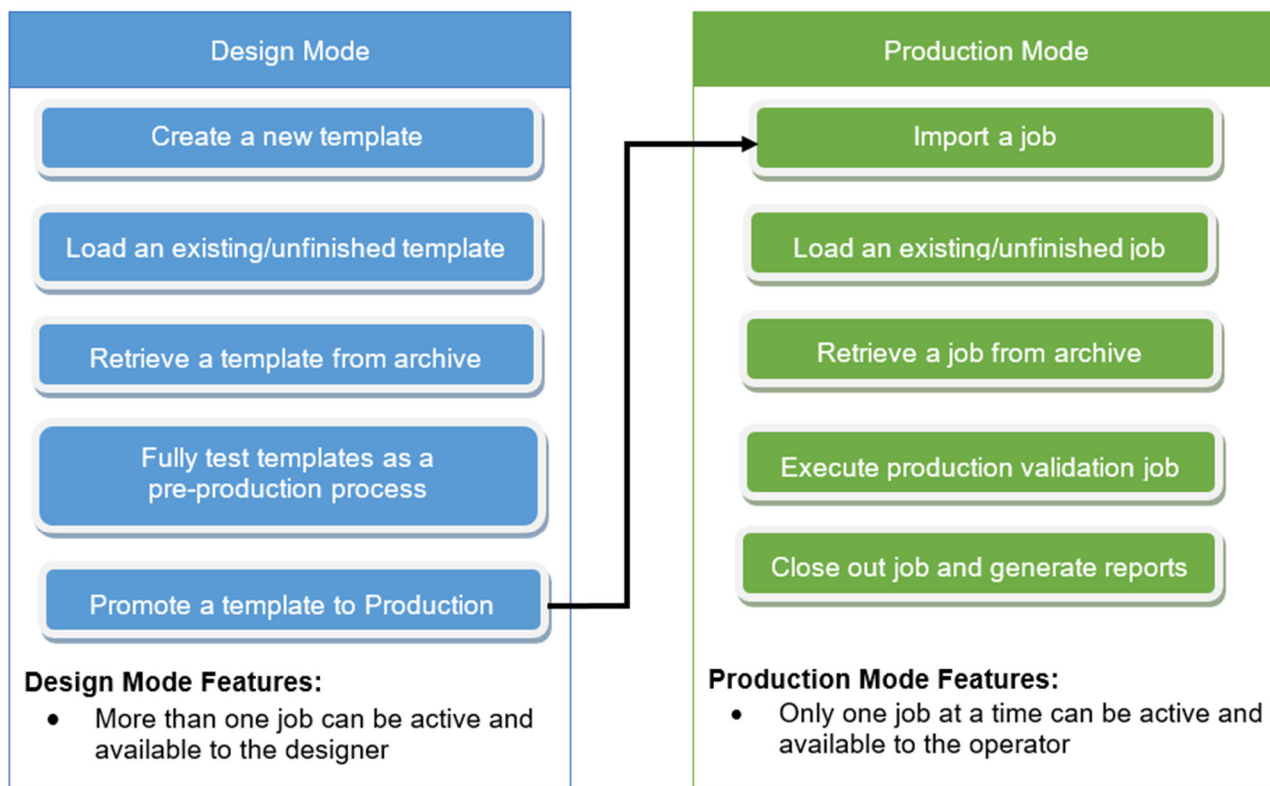 Design Mode
Create a new template
Load an existing/unfinished template
Retrieve a template from archive
Fully test templates as a
pre-production process
Promote a template to Production
Design Mode Features:
• More than one job can be active and
available to the designer
Production Mode
Import a job
Load an existing/unfinished job
Retrieve a job from archive
Execute production validation job
Close out job and generate reports
Production Mode Features:
• Only one job at a time can be active and
available to the operator